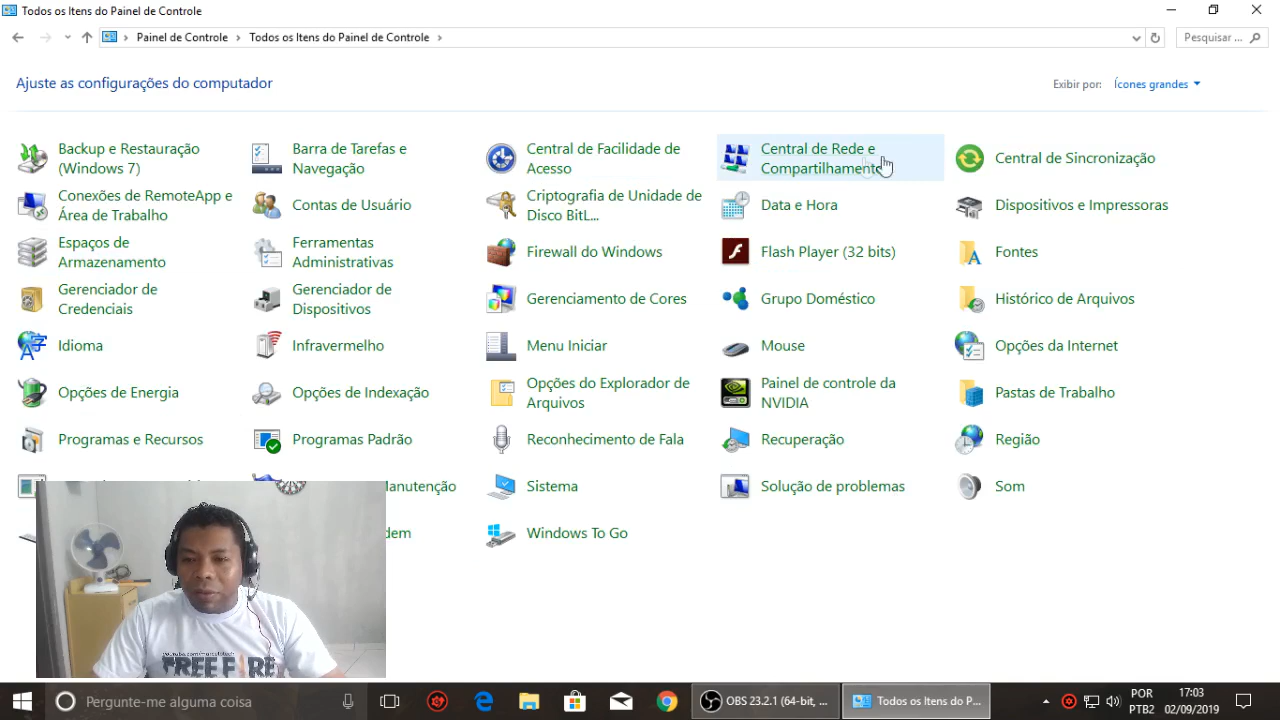 Todos os Itens do Painel de Controle
Painel de Controle
Todos os Itens do Painel de Controle
Pesquisar ...
Ajuste as configurações do computador
Exibir por:
Ícones grandes
Backup e Restauração
(Windows 7)
Barra de Tarefas e
Navegação
Central de Facilidade de
Acesso
Central de Rede e
Compartilhamento
Central de Sincronização
Conexões de RemoteApp e
Área de Trabalho
Contas de Usuário
Criptografia de Unidade de
Disco BitL...
Data e Hora
Dispositivos e Impressoras
Espaços de
Armazenamento
Ferramentas
Administrativas
Firewall do Windows
Flash Player (32 bits)
Fontes
Gerenciador de
Credenciais
Gerenciador de
Dispositivos
Gerenciamento de Cores
Grupo Doméstico
Histórico de Arquivos
Idioma
Infravermelho
Menu Iniciar
Mouse
Opções da Internet
Opções de Energia
Opções de Indexação
Opções do Explorador de
Arquivos
Painel de controle da
NVIDIA
Pastas de Trabalho
Programas e Recursos
Programas Padrão
Reconhecimento de Fala
Recuperação
Região
Manutenção
Sistema
Solução de problemas
Som
dem
Windows To Go
FREE FIRE
Pergunte-me alguma coisa
OBS 23.2.1 (64-bit, ...
Todos os Itens do P...
POR
PTB2
17:03
02/09/2019